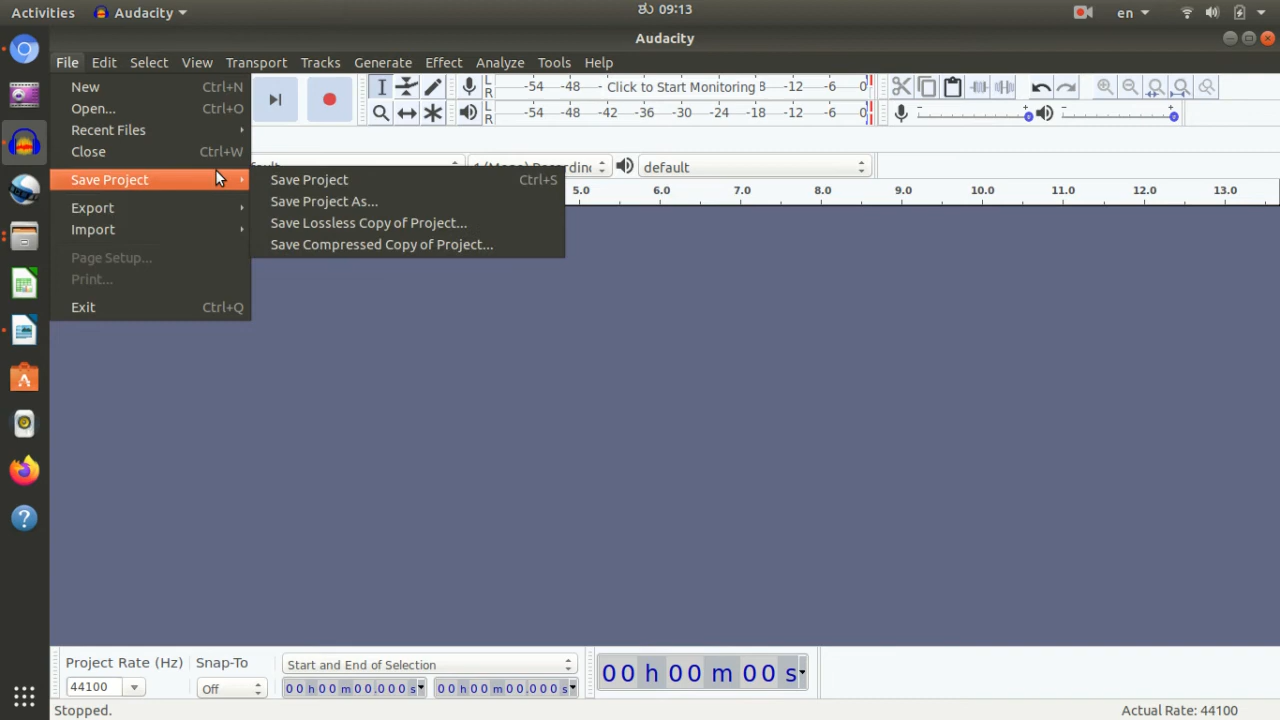 Activities Audacity ಶು 09:13 en
Audacity
File Edit Select View Transport Tracks Generate Effect Analyze Tools Help
New Ctrl+N
Open... Ctrl+O
Recent Files
Close Ctrl+W
Save Project
Export
Import
Page Setup...
Print...
Exit Ctrl+Q
Save Project Ctrl+S
Save Project As...
Save Lossless Copy of Project...
Save Compressed Copy of Project...
L R -54 -48 - Click to Start Monitoring -12 -6 0
L R -54 -48 -42 -36 -30 -24 -18 -12 -6 0
default
5.0 6.0 7.0 8.0 9.0 10.0 11.0 12.0 13.0
Project Rate (Hz) Snap-To Start and End of Selection
44100 Off 00 h 00 m 00.000 s 00 h 00 m 00.000 s
00 h 00 m 00 s
Stopped. Actual Rate: 44100